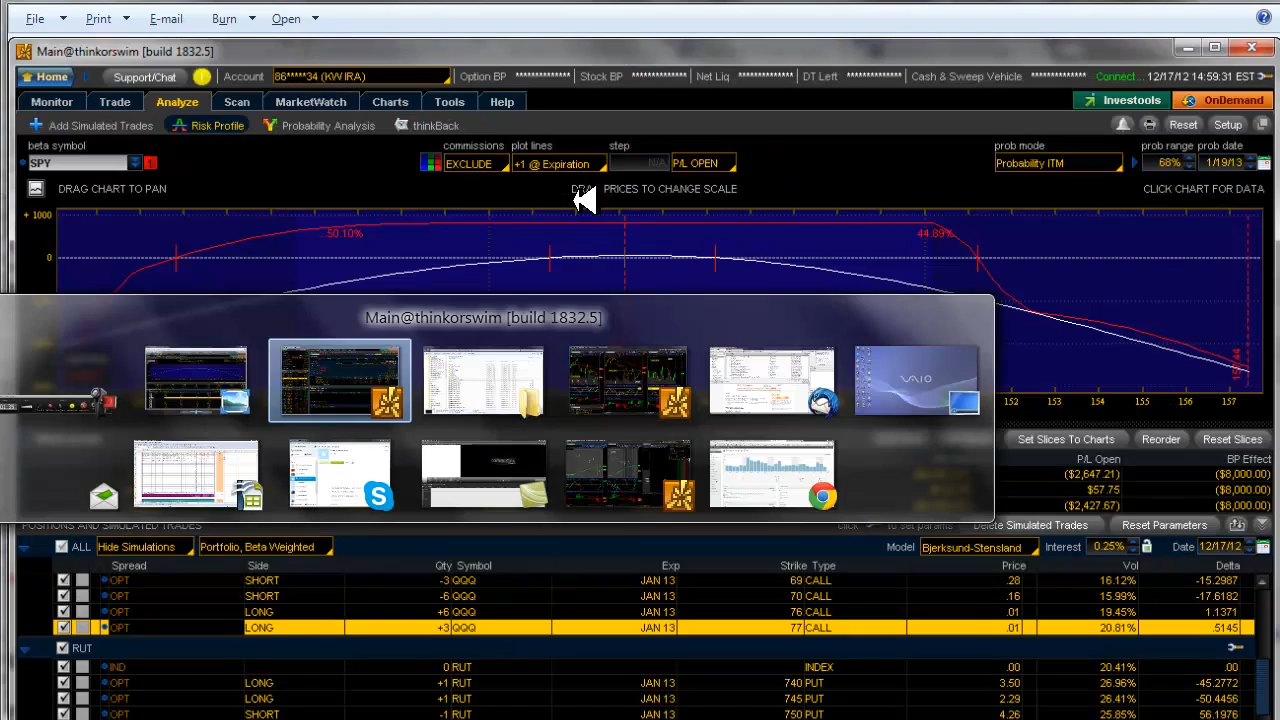 File Print E-mail Burn Open
Main@thinkorswim [build 1832.5]
Home Support/Chat Account 86*****34 (KW IRA) Option BP ************* Stock BP ************* Net Liq ************* DT Left ************* Cash & Sweep Vehicle ************* Connect... 12/17/12 14:59:31 EST
Monitor Trade Analyze Scan MarketWatch Charts Tools Help Investools OnDemand
Add Simulated Trades Risk Profile Probability Analysis thinkBack Reset Setup
beta symbol commissions plot lines step prob mode prob range prob date
SPY 1 EXCLUDE +1 @ Expiration N/A P/L OPEN Probability ITM 68% 1/19/13
DRAG CHART TO PAN PRICES TO CHANGE SCALE CLICK CHART FOR DATA
+ 1000
50.10% 44.89%
0
Main@thinkorswim [build 1832.5]
VAIO
152 153 154 155 156 157
Set Slices To Charts Reorder Reset Slices
P/L Open BP Effect
($2,647.21) ($8,000.00)
$57.75 ($8,000.00)
($2,427.67) ($8,000.00)
POSITIONS AND SIMULATED TRADES click to set params Delete Simulated Trades Reset Parameters
ALL Hide Simulations Portfolio, Beta Weighted Model Bjerksund-Stensland Interest 0.25% Date 12/17/12
Spread Side Qty Symbol Exp Strike Type Price Vol Delta
OPT SHORT -3 QQQ JAN 13 69 CALL .28 16.12% -15.2987
OPT SHORT -6 QQQ JAN 13 70 CALL .16 15.99% -17.6182
OPT LONG +6 QQQ JAN 13 76 CALL .01 19.45% 1.1371
OPT LONG +3 QQQ JAN 13 77 CALL .01 20.81% .5145
RUT
IND 0 RUT INDEX .00 20.41% .00
OPT LONG +1 RUT JAN 13 740 PUT 3.50 26.96% -45.2772
OPT LONG +1 RUT JAN 13 745 PUT 2.29 26.41% -50.4456
OPT SHORT -1 RUT JAN 13 750 PUT 4.26 25.85% 56.1976